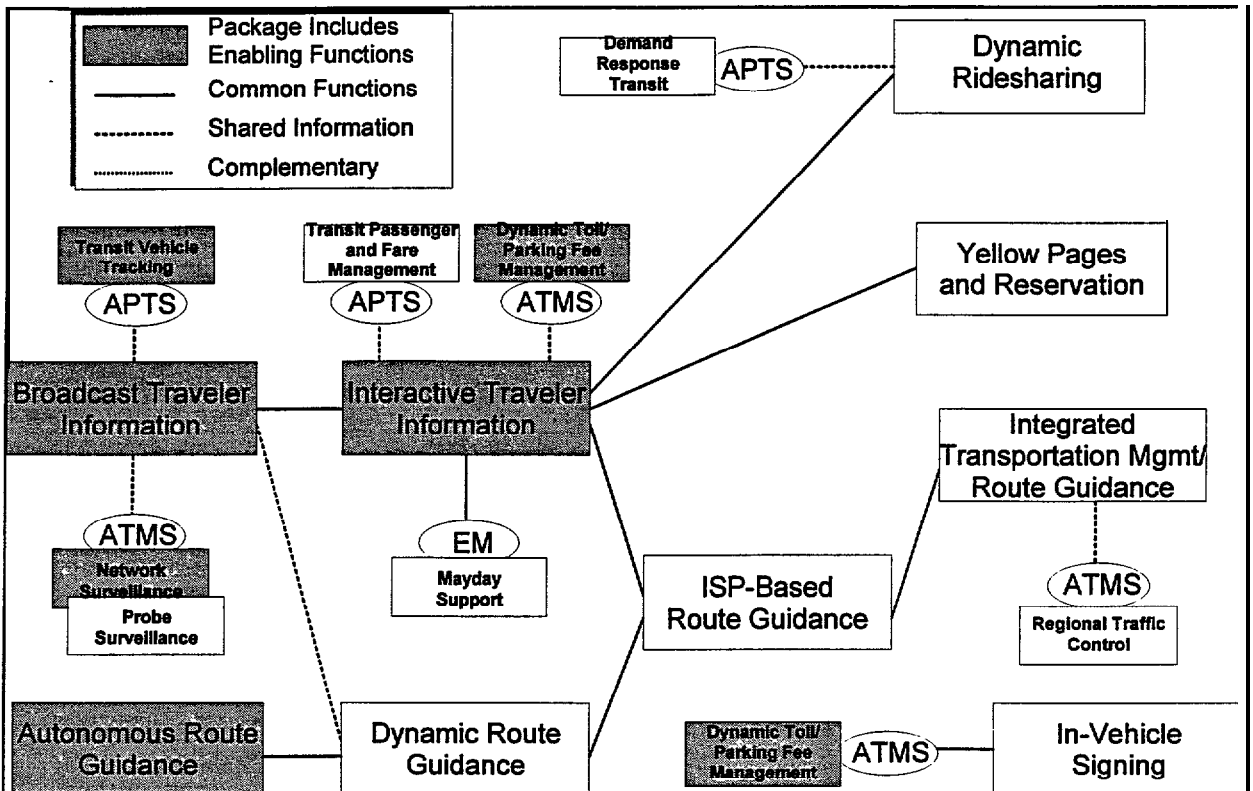 Package Includes
Enabling Functions
Common Functions
Shared Information
Complementary
Demand
Response
Transit
APTS
Dynamic
Ridesharing
Transit Vehicle
Tracking
APTS
Transit Passenger
and Fare
Management
APTS
Dynamic Toll/
Parking Fee
Management
ATMS
Yellow Pages
and Reservation
Broadcast Traveler
Information
Interactive Traveler
Information
Integrated
Transportation Mgmt/
Route Guidance
ATMS
Network
Surveillance
Probe
Surveillance
EM
Mayday
Support
ISP-Based
Route Guidance
ATMS
Regional Traffic
Control
Autonomous Route
Guidance
Dynamic Route
Guidance
Dynamic Toll/
Parking Fee
Management
ATMS
In-Vehicle
Signing